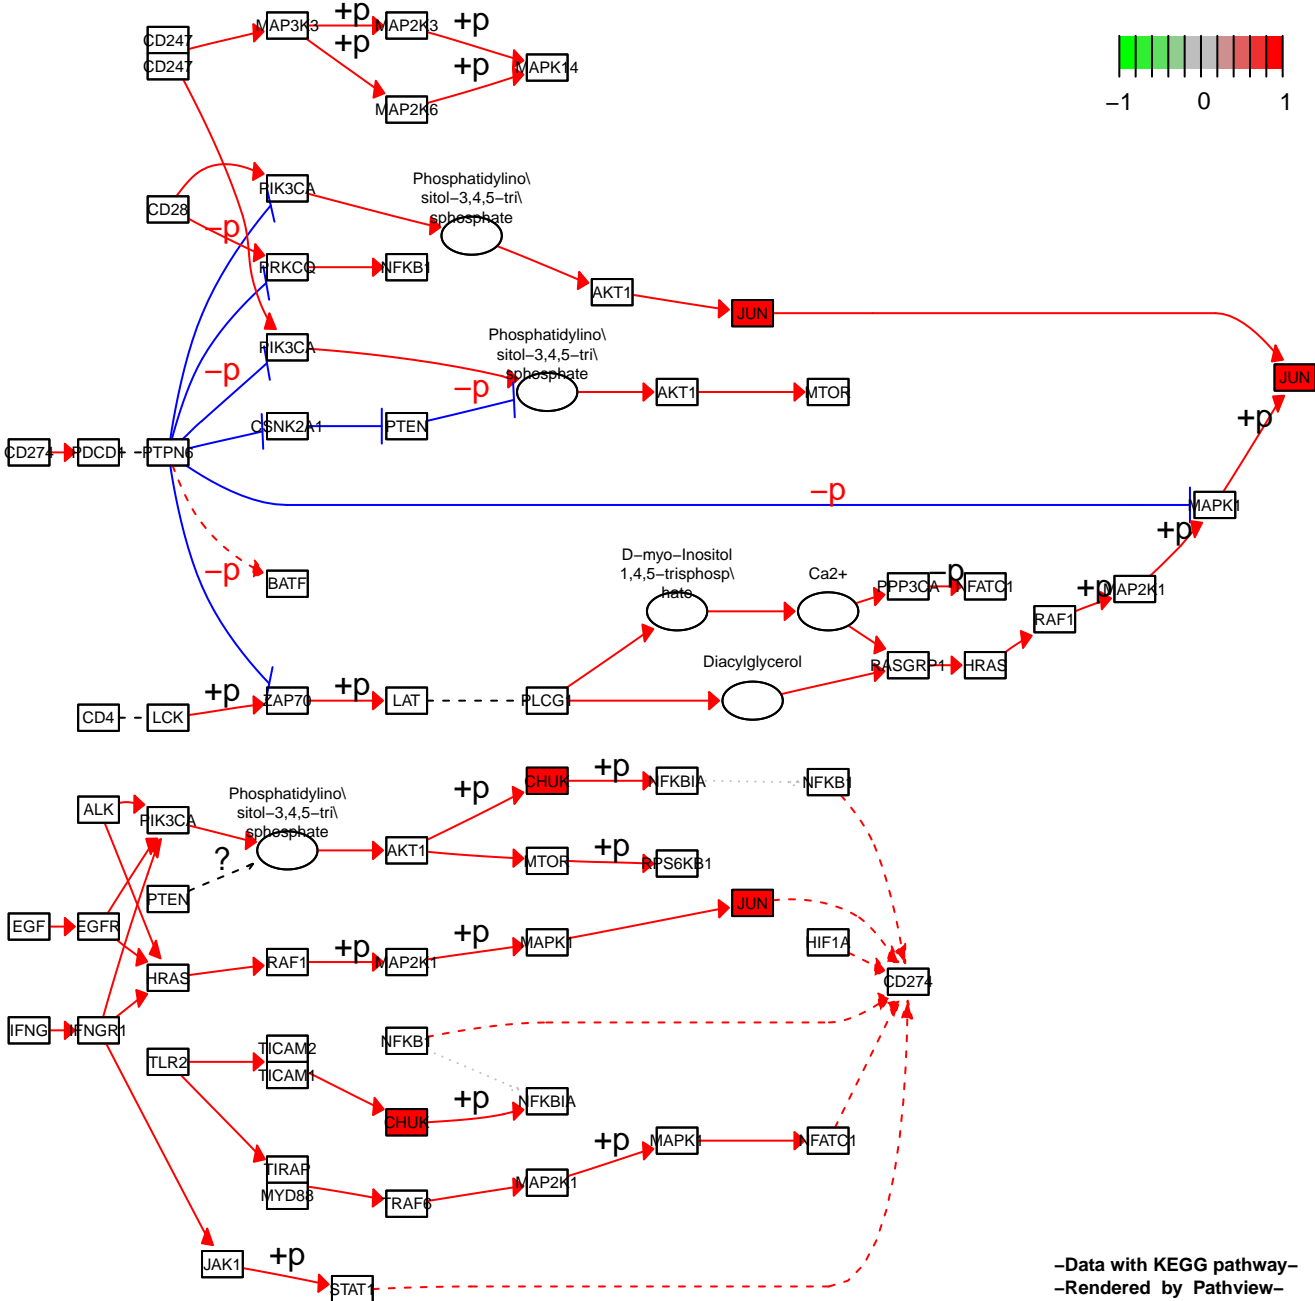 CD247
CD247
MAP3K3
+p
MAP2K3
+p
+p
+p
MAPK14
MAP2K6
−1
0
1
CD28
PIK3CA
−p
Phosphatidylino\
sitol−3,4,5−tri\
sphosphate
PRKCQ
NFKB1
AKT1
JUN
PIK3CA
−p
Phosphatidylino\
sitol−3,4,5−tri\
sphosphate
−p
AKT1
MTOR
JUN
CSNK2A1
PTEN
+p
CD274
PDCD1
PTPN6
−p
MAPK1
+p
−p
BATF
D−myo−Inositol
1,4,5−trisphosp\
hate
Ca2+
PPP3CA
−p
NFATC1
+p
MAP2K1
RAF1
Diacylglycerol
RASGRP1
HRAS
CD4
LCK
+p
ZAP70
+p
LAT
PLCG1
CHUK
+p
NFKBIA
NFKB1
ALK
PIK3CA
Phosphatidylino\
sitol−3,4,5−tri\
sphosphate
+p
AKT1
?
MTOR
+p
RPS6KB1
PTEN
JUN
EGF
EGFR
HRAS
RAF1
+p
MAP2K1
+p
MAPK1
HIF1A
CD274
IFNG
IFNGR1
NFKB1
TLR2
TICAM2
TICAM1
CHUK
+p
NFKBIA
TIRAP
MYD88
TRAF6
MAP2K1
+p
MAPK1
NFATC1
JAK1
+p
STAT1
−Data with KEGG pathway−
−Rendered by Pathview−